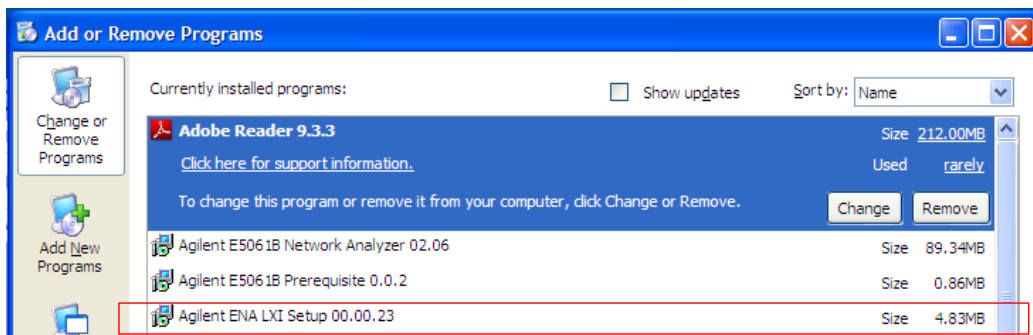 Add or Remove Programs
Change or
Remove
Programs
Add New
Programs
Currently installed programs:
Show updates
Sort by: Name
Adobe Reader 9.3.3
Size 212.00MB
Click here for support information.
Used rarely
To change this program or remove it from your computer, click Change or Remove.
Change Remove
Agilent E5061B Network Analyzer 02.06 Size 89.34MB
Agilent E5061B Prerequisite 0.0.2 Size 0.86MB
Agilent ENA LXI Setup 00.00.23 Size 4.83MB